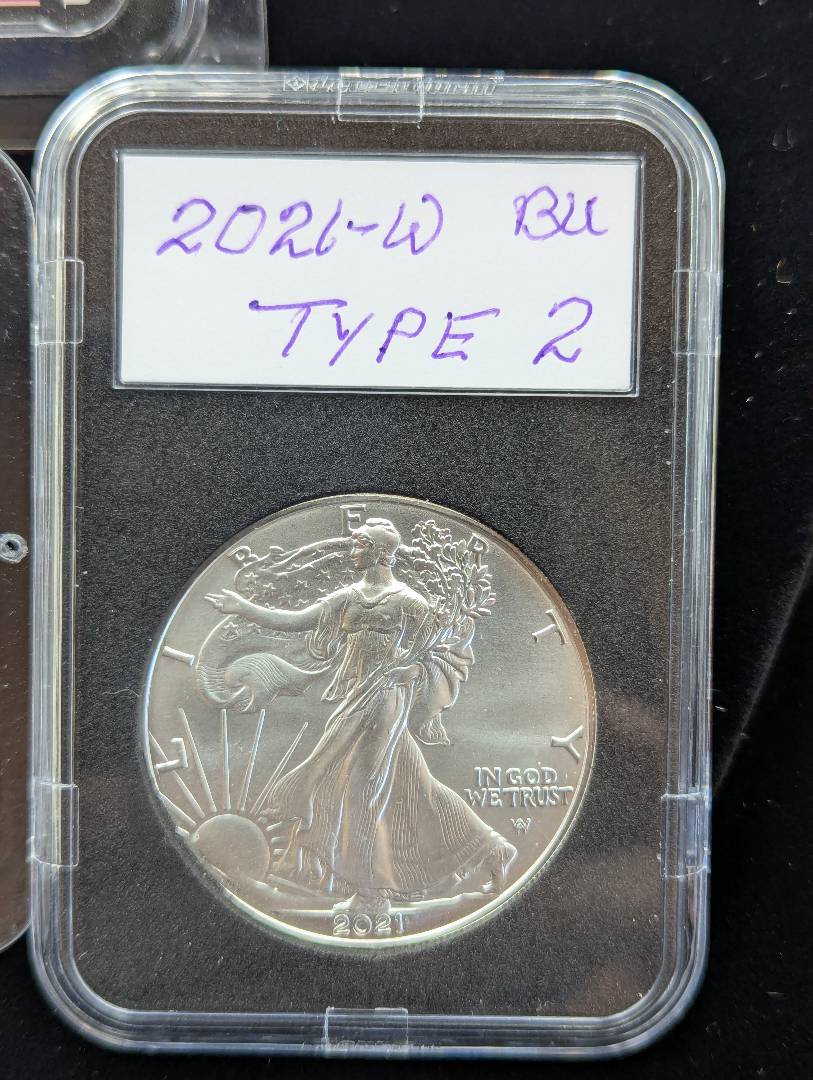 2021-W BU
TYPE 2
LIBERTY
IN GOD
WE TRUST
2021